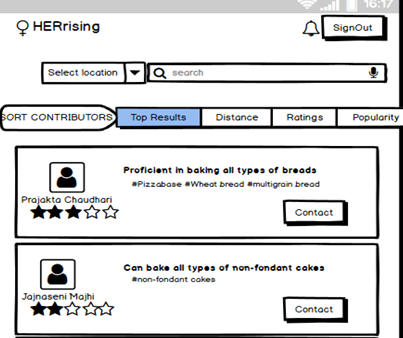 16:17
HERrising
SignOut
Select location
search
SORT CONTRIBUTORS
Top Results
Distance
Ratings
Popularity
Proficient in baking all types of breads
#Pizzabase #Wheat bread #multigrain bread
Prajakta Chaudhari
Contact
Can bake all types of non-fondant cakes
#non-fondant cakes
Jajnaseni Majhi
Contact